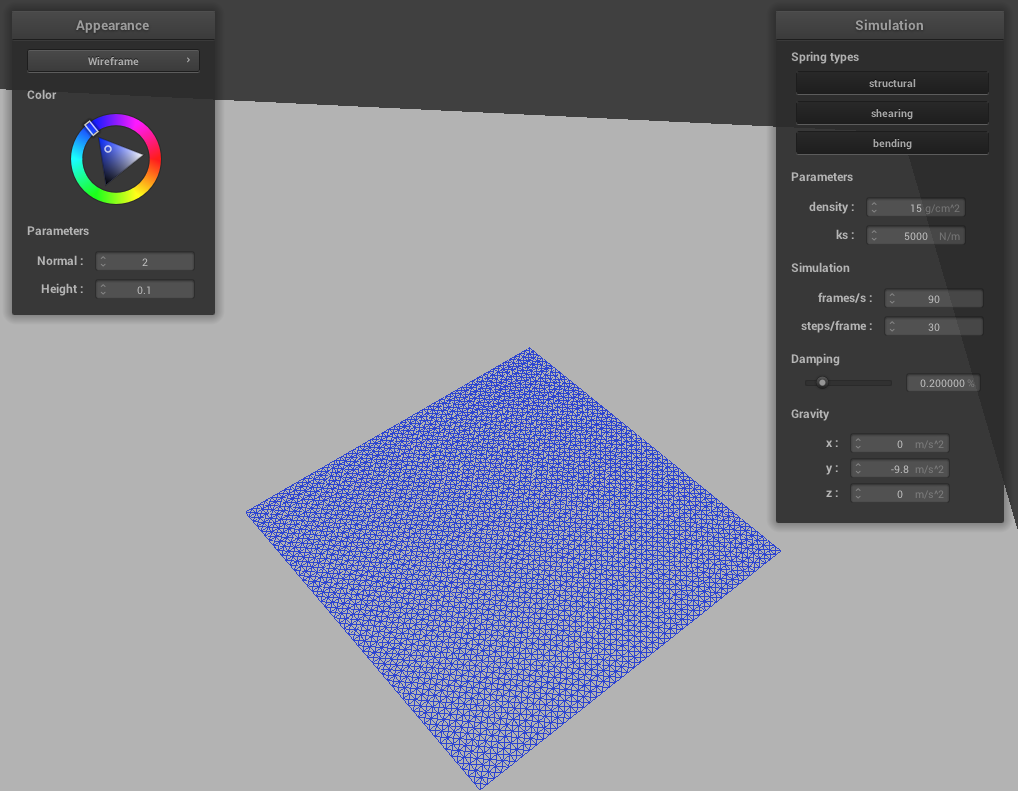 Appearance
Wireframe
Color
Parameters
Normal : 2
Height : 0.1
Simulation
Spring types
structural
shearing
bending
Parameters
density : 15 g/cm^2
ks : 5000 N/m
Simulation
frames/s : 90
steps/frame : 30
Damping
0.200000 %
Gravity
x : 0 m/s^2
y : -9.8 m/s^2
z : 0 m/s^2